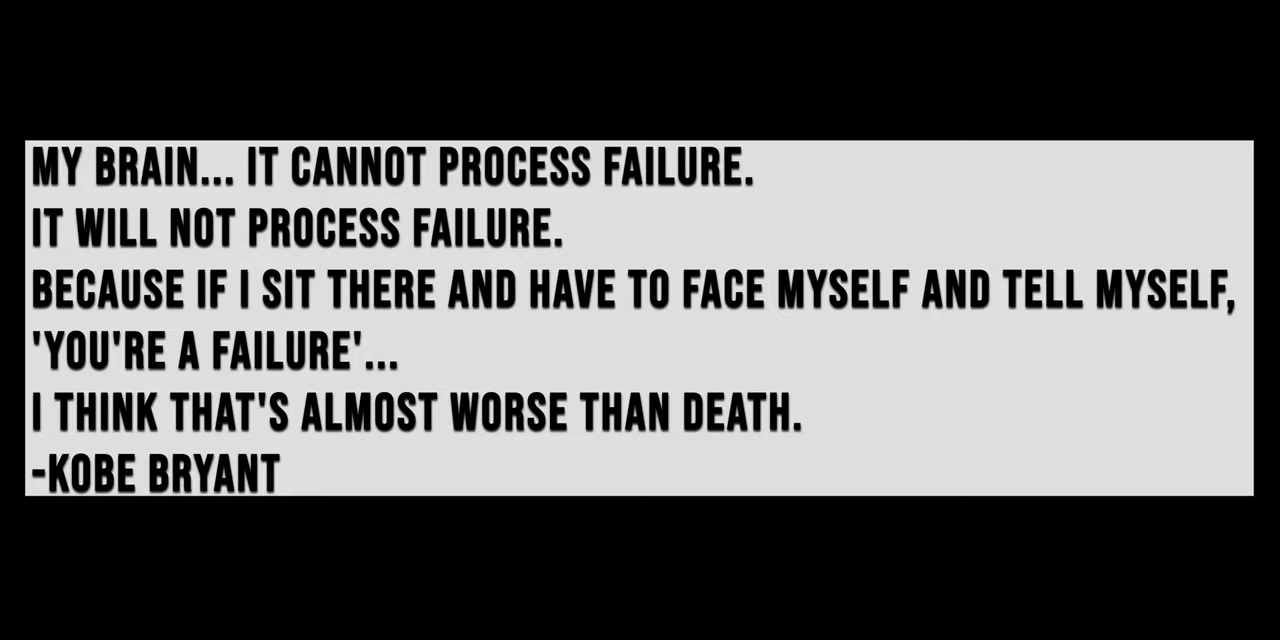 MY BRAIN... IT CANNOT PROCESS FAILURE.
IT WILL NOT PROCESS FAILURE.
BECAUSE IF I SIT THERE AND HAVE TO FACE MYSELF AND TELL MYSELF,
'YOU'RE A FAILURE'...
I THINK THAT'S ALMOST WORSE THAN DEATH.
-KOBE BRYANT